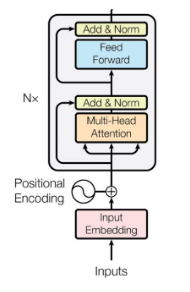 Add & Norm
Feed
Forward
N×
Add & Norm
Multi-Head
Attention
Positional
Encoding
Input
Embedding
Inputs